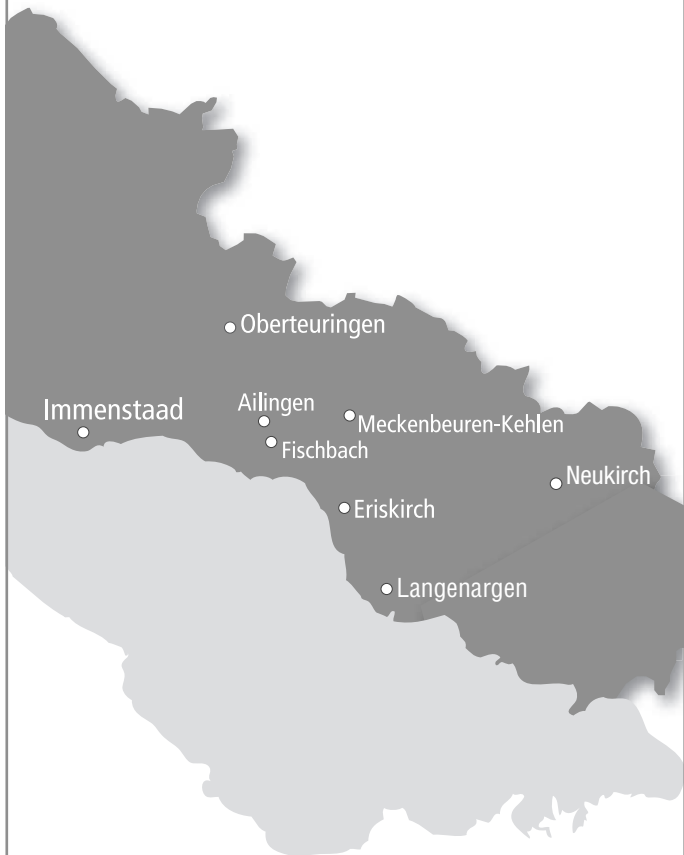 Oberteuringen
Immenstaad
Ailingen
Meckenbeuren-Kehlen
Fischbach
Neukirch
Eriskirch
Langenargen